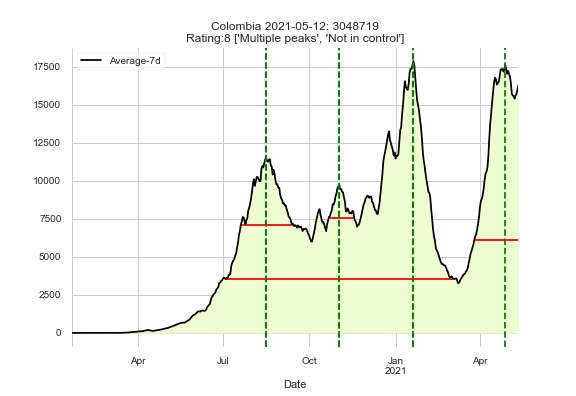 Colombia 2021-05-12: 3048719
Rating:8 ['Multiple peaks', 'Not in control']
Average-7d
17500
15000
12500
10000
7500
5000
2500
0
Apr Jul Oct Jan Apr
2021
Date